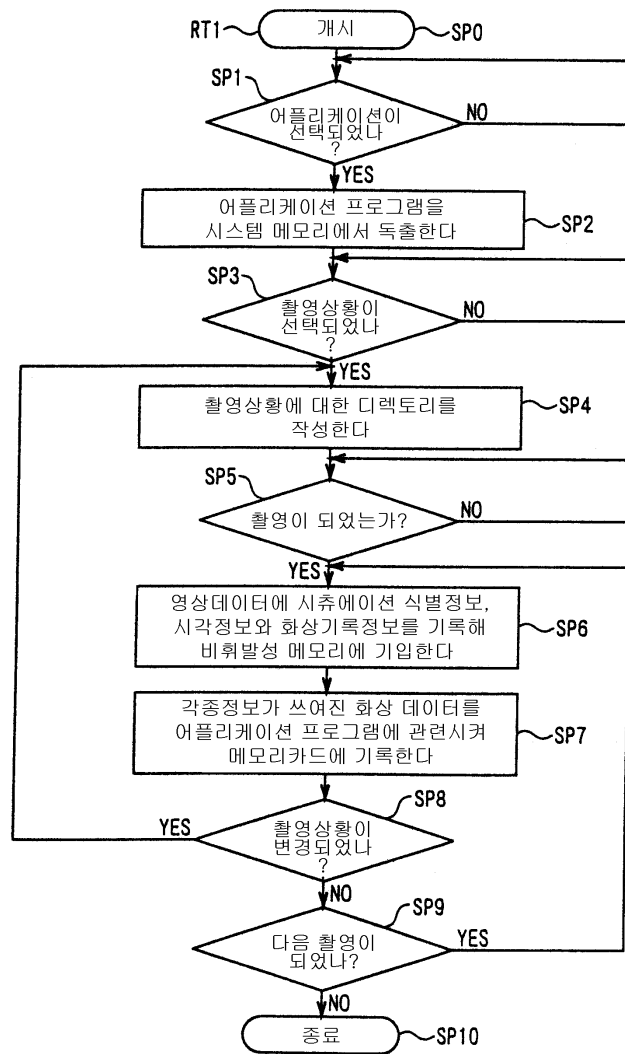 RT1 개시 SP0
SP1
어플리케이션이
선택되었나
?
NO
YES
어플리케이션 프로그램을
시스템 메모리에서 독출한다
SP2
SP3
촬영상황이
선택되었나
?
NO
YES
촬영상황에 대한 디렉토리를
작성한다
SP4
SP5
촬영이 되었는가?
NO
YES
영상데이터에 시츄에이션 식별정보,
시각정보와 화상기록정보를 기록해
비휘발성 메모리에 기입한다
SP6
각종정보가 쓰여진 화상 데이터를
어플리케이션 프로그램에 관련시켜
메모리카드에 기록한다
SP7
SP8
YES
촬영상황이
변경되었나
?
NO
SP9
다음 촬영이
되었나?
YES
NO
종료 SP10